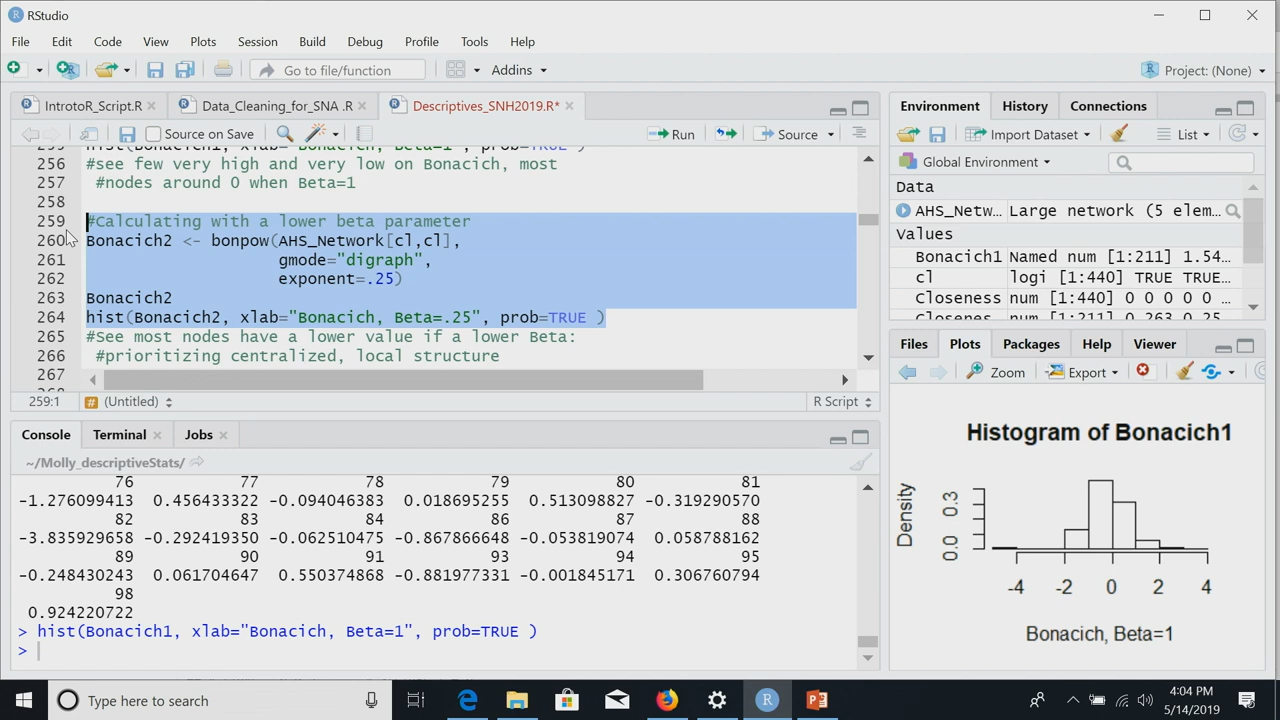 RStudio
File Edit Code View Plots Session Build Debug Profile Tools Help
Go to file/function Addins Project: (None)
IntrotoR_Script.R Data_Cleaning_for_SNA .R Descriptives_SNH2019.R*
Source on Save Run Source
256 #see few very high and very low on Bonacich, most
257 #nodes around 0 when Beta=1
258
259 #Calculating with a lower beta parameter
260 Bonacich2 <- bonpow(AHS_Network[cl,cl],
261 gmode="digraph",
262 exponent=.25)
263 Bonacich2
264 hist(Bonacich2, xlab="Bonacich, Beta=.25", prob=TRUE )
265 #See most nodes have a lower value if a lower Beta:
266 #prioritizing centralized, local structure
267
259:1 # (Untitled) R Script
Console Terminal Jobs
~/Molly_descriptiveStats/
76 77 78 79 80 81
-1.276099413 0.456433322 -0.094046383 0.018695255 0.513098827 -0.319290570
82 83 84 86 87 88
-3.835929658 -0.292419350 -0.062510475 -0.867866648 -0.053819074 0.058788162
89 90 91 93 94 95
-0.248430243 0.061704647 0.550374868 -0.881977331 -0.001845171 0.306760794
98
0.924220722
> hist(Bonacich1, xlab="Bonacich, Beta=1", prob=TRUE )
>
Environment History Connections
Import Dataset List
Global Environment
Data
AHS_Netw… Large network (5 elem…
Values
Bonacich1 Named num [1:211] 1.54…
cl logi [1:440] TRUE TRUE…
Closeness num [1:440] 0 0 0 0 0 …
Files Plots Packages Help Viewer
Zoom Export
Histogram of Bonacich1
Density
0.0 0.3
-4 -2 0 2 4
Bonacich, Beta=1
Type here to search
4:04 PM
5/14/2019